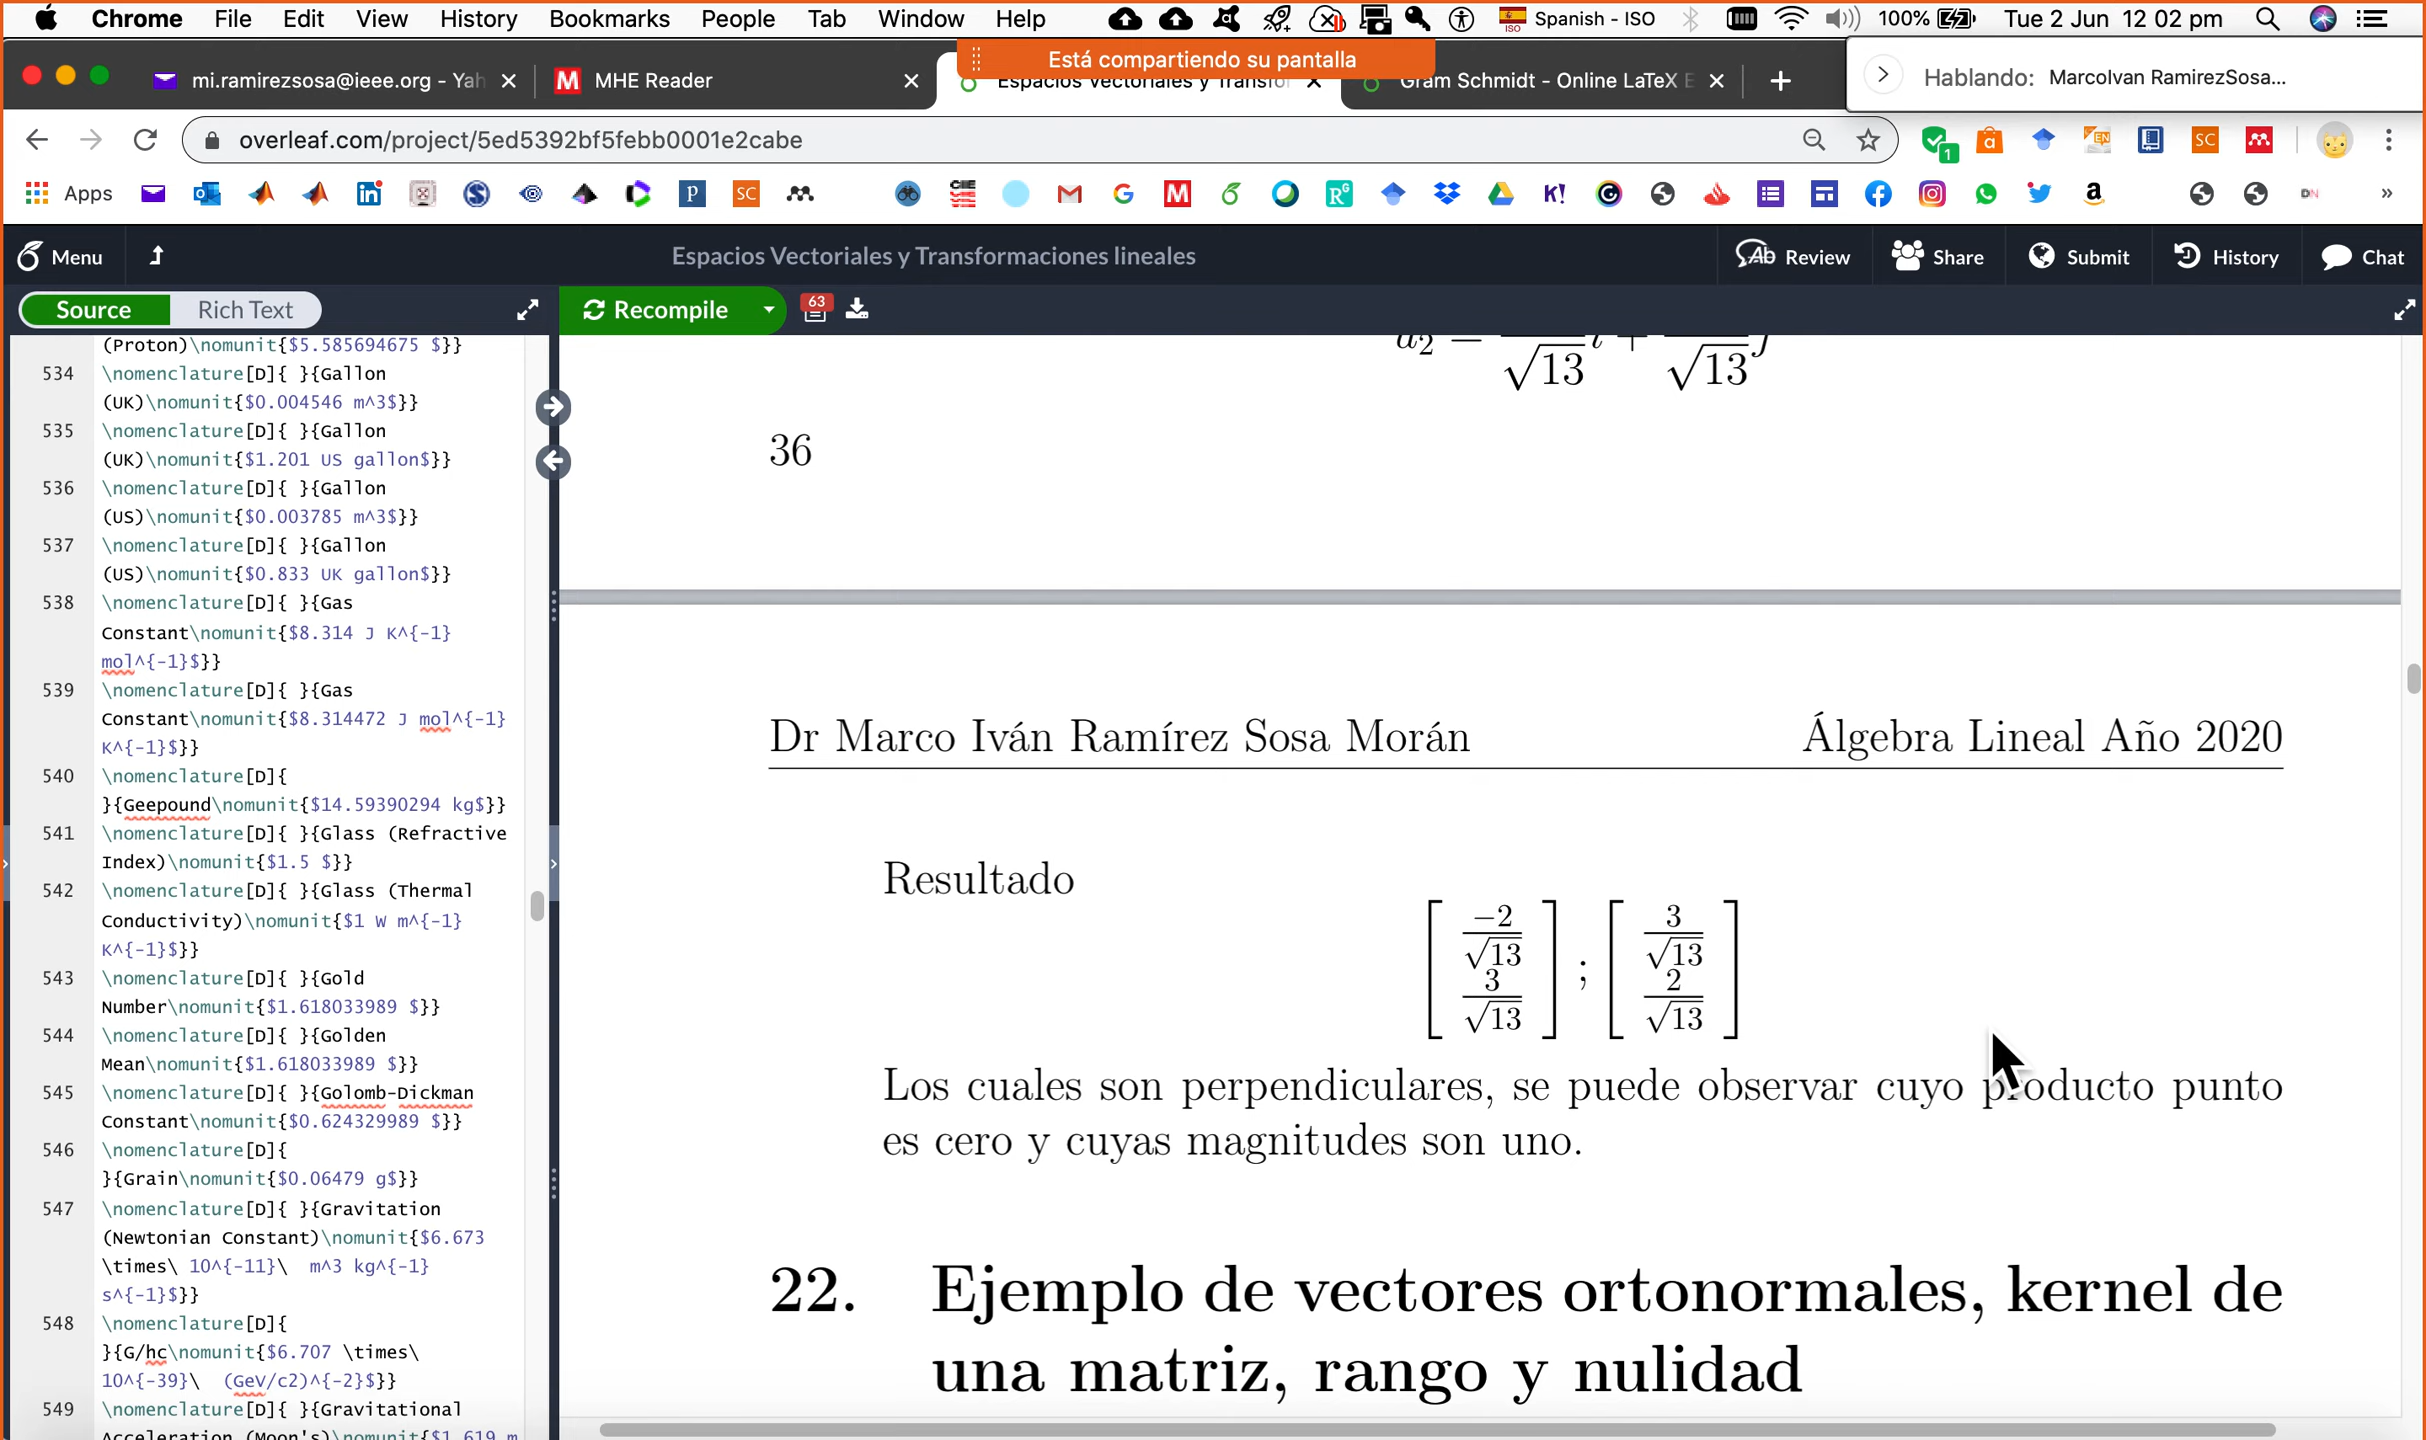 Chrome File Edit View History Bookmarks People Tab Window Help Spanish - ISO 100% Tue 2 Jun 12 02 pm
Está compartiendo su pantalla
mi.ramirezsosa@ieee.org - Yah MHE Reader Espacios Vectoriales y Transfo Gram Schmidt - Online LaTeX E
Hablando: MarcoIvan RamirezSosa...
overleaf.com/project/5ed5392bf5febb0001e2cabe
Apps
Menu Espacios Vectoriales y Transformaciones lineales Review Share Submit History Chat
Source Rich Text Recompile 63
(Proton)\nomunit{$5.585694675 $}}
534 \nomenclature[D]{ }{Gallon
(UK)\nomunit{$0.004546 m^3$}}
535 \nomenclature[D]{ }{Gallon
(UK)\nomunit{$1.201 US gallon$}}
536 \nomenclature[D]{ }{Gallon
(US)\nomunit{$0.003785 m^3$}}
537 \nomenclature[D]{ }{Gallon
(US)\nomunit{$0.833 UK gallon$}}
538 \nomenclature[D]{ }{Gas
Constant\nomunit{$8.314 J K^{-1}
mol^{-1}$}}
539 \nomenclature[D]{ }{Gas
Constant\nomunit{$8.314472 J mol^{-1}
K^{-1}$}}
540 \nomenclature[D]{
}{Geepound\nomunit{$14.59390294 kg$}}
541 \nomenclature[D]{ }{Glass (Refractive
Index)\nomunit{$1.5 $}}
542 \nomenclature[D]{ }{Glass (Thermal
Conductivity)\nomunit{$1 W m^{-1}
K^{-1}$}}
543 \nomenclature[D]{ }{Gold
Number\nomunit{$1.618033989 $}}
544 \nomenclature[D]{ }{Golden
Mean\nomunit{$1.618033989 $}}
545 \nomenclature[D]{ }{Golomb-Dickman
Constant\nomunit{$0.624329989 $}}
546 \nomenclature[D]{
}{Grain\nomunit{$0.06479 g$}}
547 \nomenclature[D]{ }{Gravitation
(Newtonian Constant)\nomunit{$6.673
\times\ 10^{-11}\ m^3 kg^{-1}
s^{-1}$}}
548 \nomenclature[D]{
}{G/hc\nomunit{$6.707 \times\
10^{-39}\ (GeV/c2)^{-2}$}}
549 \nomenclature[D]{ }{Gravitational
Acceleration (Moon's)\nomunit{$1.619 m
√13 √13
36
Dr Marco Iván Ramírez Sosa Morán Álgebra Lineal Año 2020
Resultado
[ −2/√13 3/√13 ] ; [ 3/√13 2/√13 ]
Los cuales son perpendiculares, se puede observar cuyo producto punto
es cero y cuyas magnitudes son uno.
22. Ejemplo de vectores ortonormales, kernel de
una matriz, rango y nulidad